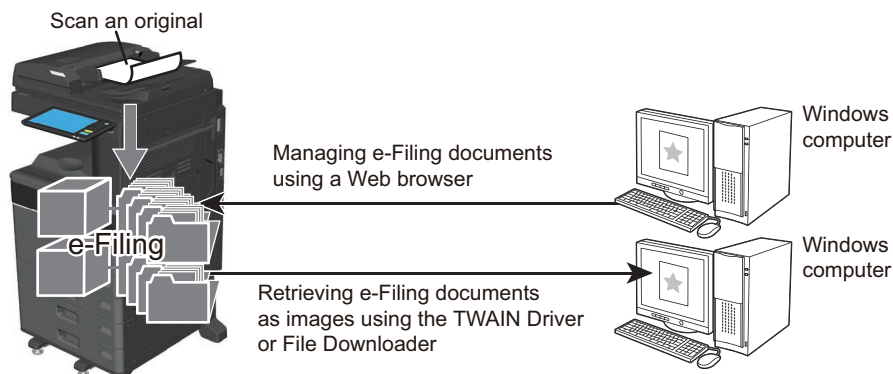 Scan an original
Windows
computer
Managing e-Filing documents
using a Web browser
e-Filing
Windows
computer
Retrieving e-Filing documents
as images using the TWAIN Driver
or File Downloader